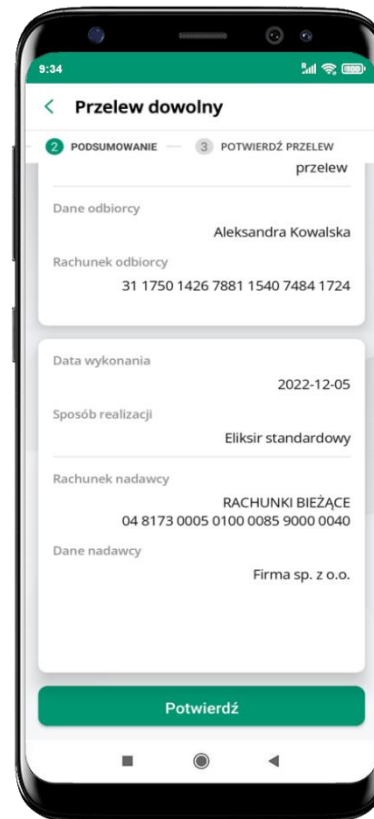 9:34
Przelew dowolny
2 PODSUMOWANIE 3 POTWIERDŹ PRZELEW
przelew
Dane odbiorcy
Aleksandra Kowalska
Rachunek odbiorcy
31 1750 1426 7881 1540 7484 1724
Data wykonania
2022-12-05
Sposób realizacji
Eliksir standardowy
Rachunek nadawcy
RACHUNKI BIEŻĄCE
04 8173 0005 0100 0085 9000 0040
Dane nadawcy
Firma sp. z o.o.
Potwierdź